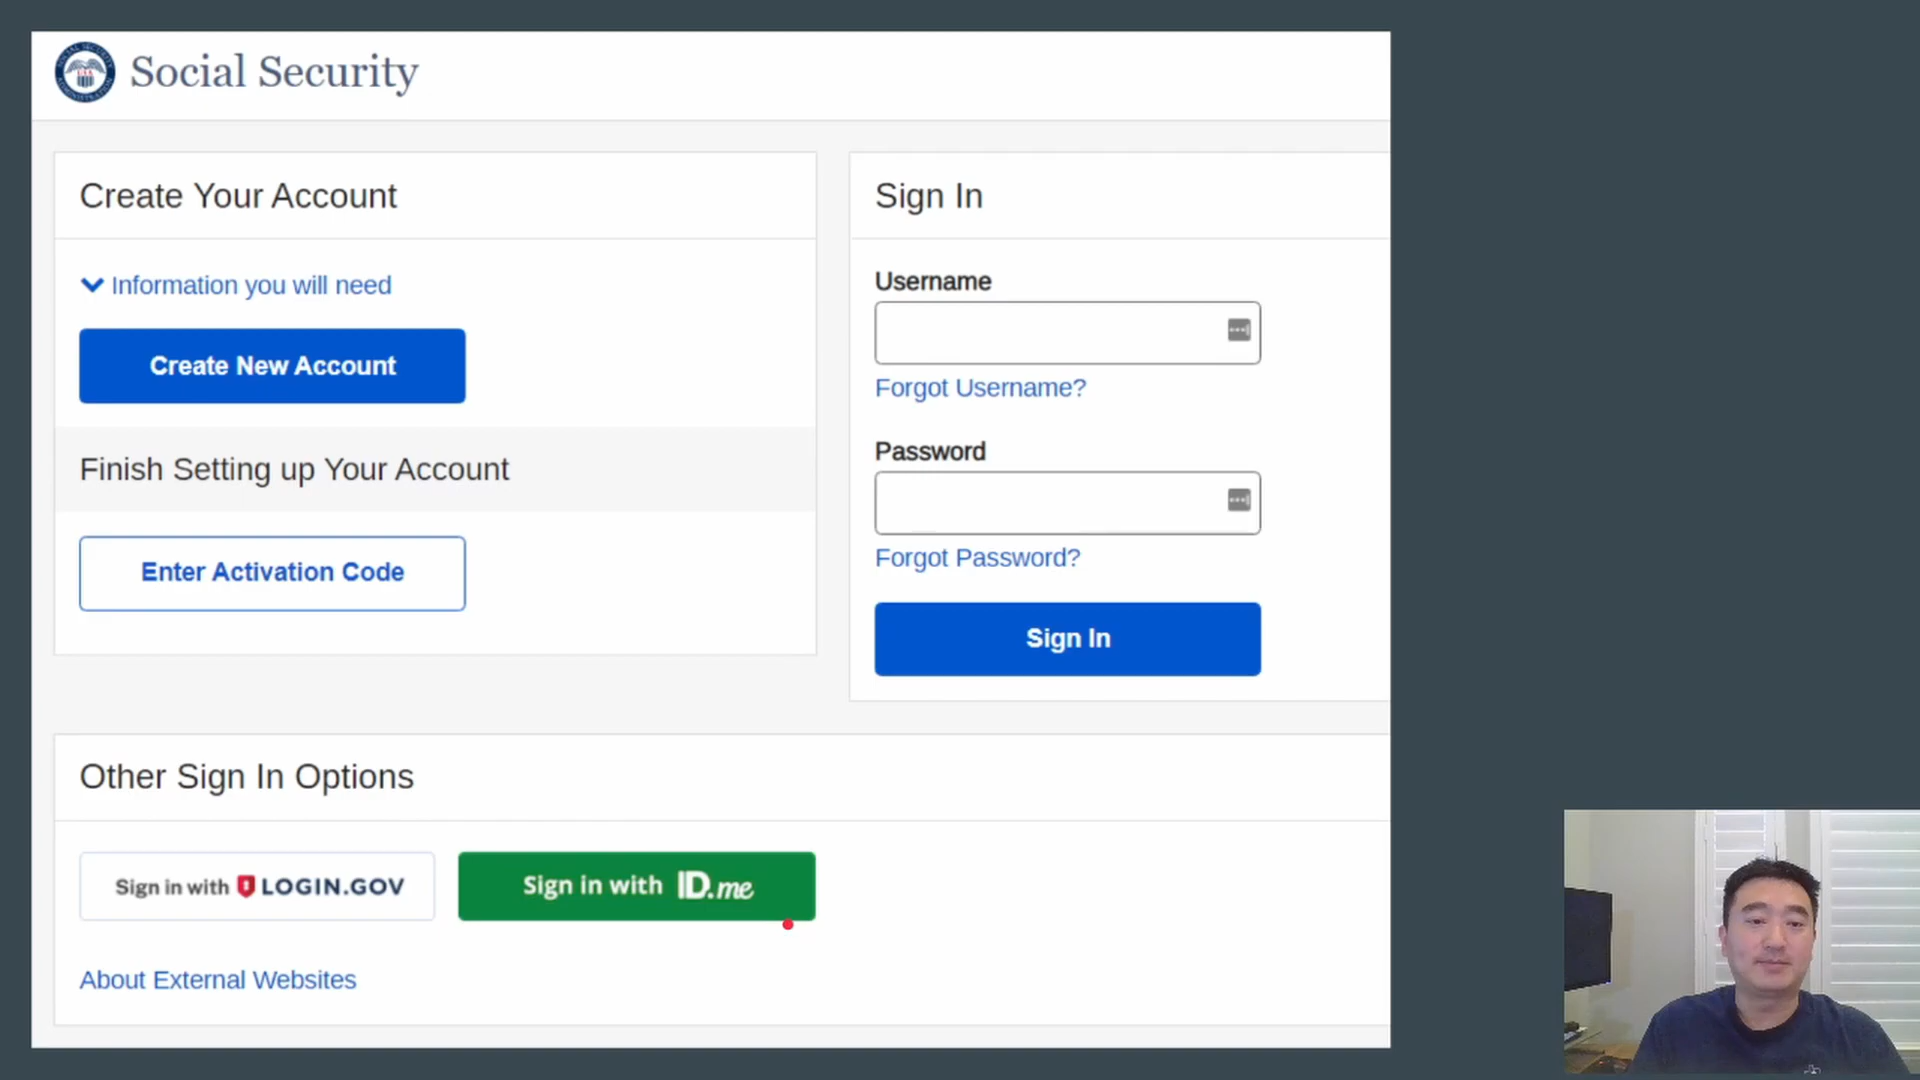 Social Security
Create Your Account
Information you will need
Create New Account
Finish Setting up Your Account
Enter Activation Code
Sign In
Username
Forgot Username?
Password
Forgot Password?
Sign In
Other Sign In Options
Sign in with LOGIN.GOV
Sign in with ID.me
About External Websites